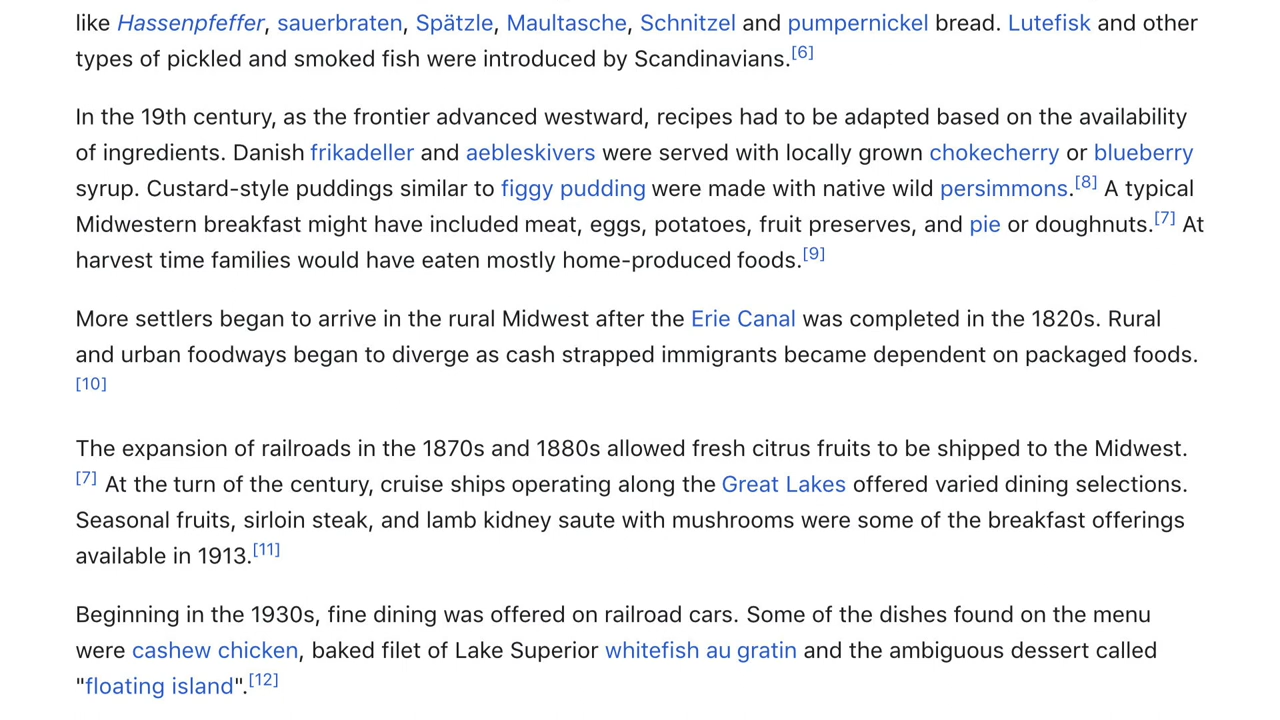 like Hassenpfeffer, sauerbraten, Spätzle, Maultasche, Schnitzel and pumpernickel bread. Lutefisk and other
types of pickled and smoked fish were introduced by Scandinavians.[6]
In the 19th century, as the frontier advanced westward, recipes had to be adapted based on the availability
of ingredients. Danish frikadeller and aebleskivers were served with locally grown chokecherry or blueberry
syrup. Custard-style puddings similar to figgy pudding were made with native wild persimmons.[8] A typical
Midwestern breakfast might have included meat, eggs, potatoes, fruit preserves, and pie or doughnuts.[7] At
harvest time families would have eaten mostly home-produced foods.[9]
More settlers began to arrive in the rural Midwest after the Erie Canal was completed in the 1820s. Rural
and urban foodways began to diverge as cash strapped immigrants became dependent on packaged foods.
[10]
The expansion of railroads in the 1870s and 1880s allowed fresh citrus fruits to be shipped to the Midwest.
[7] At the turn of the century, cruise ships operating along the Great Lakes offered varied dining selections.
Seasonal fruits, sirloin steak, and lamb kidney saute with mushrooms were some of the breakfast offerings
available in 1913.[11]
Beginning in the 1930s, fine dining was offered on railroad cars. Some of the dishes found on the menu
were cashew chicken, baked filet of Lake Superior whitefish au gratin and the ambiguous dessert called
"floating island".[12]